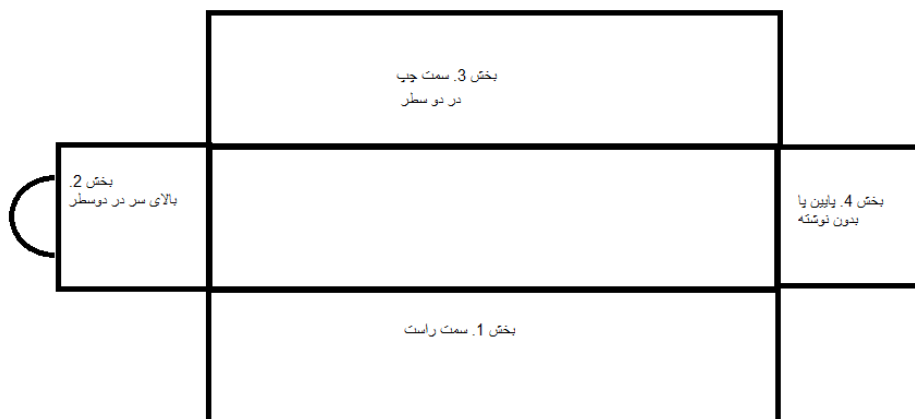 بخش 3. سمت چپ
در دو سطر
بخش 2.
بالای سر در دوسطر
بخش 4. پایین پا
بدون نوشته
بخش 1. سمت راست